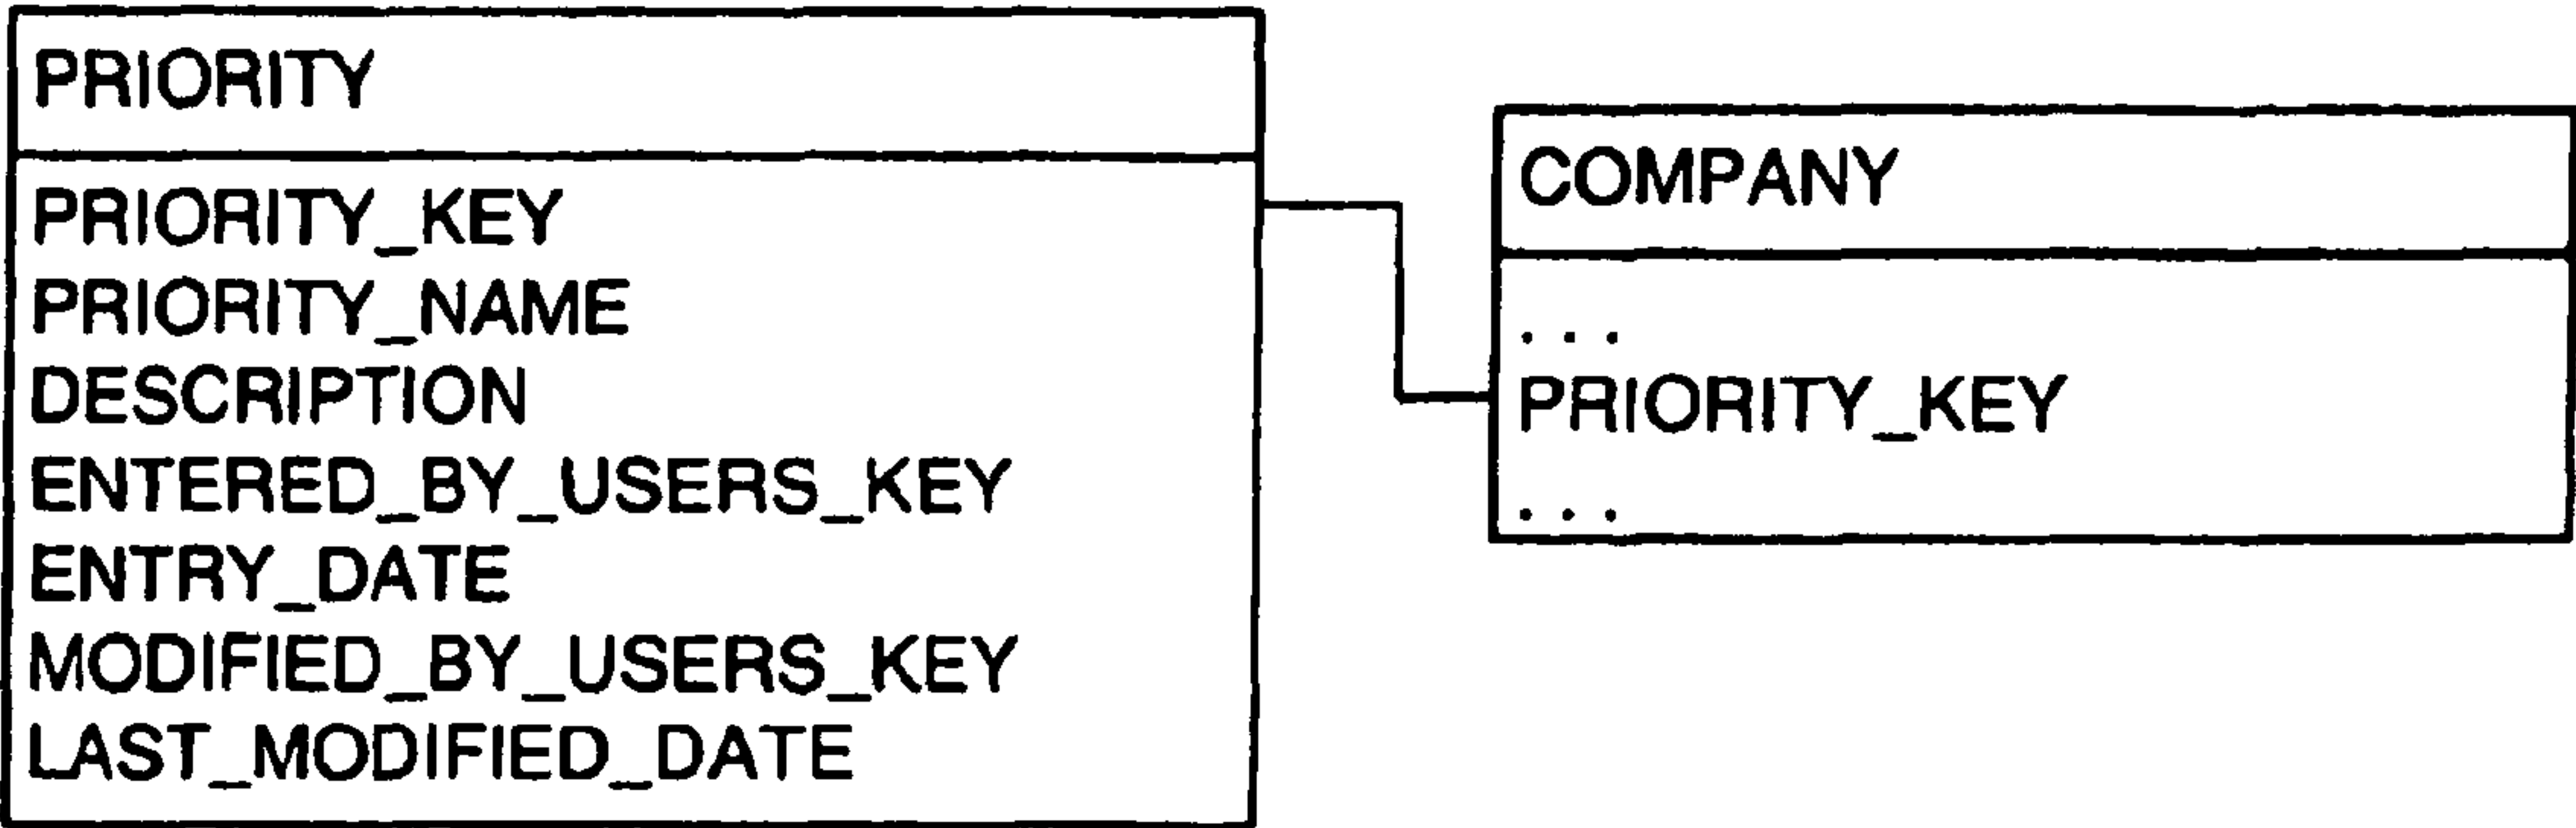 PRIORITY
PRIORITY_KEY
PRIORITY_NAME
DESCRIPTION
ENTERED_BY_USERS_KEY
ENTRY_DATE
MODIFIED_BY_USERS_KEY
LAST_MODIFIED_DATE
COMPANY
. . .
PRIORITY_KEY
. . .